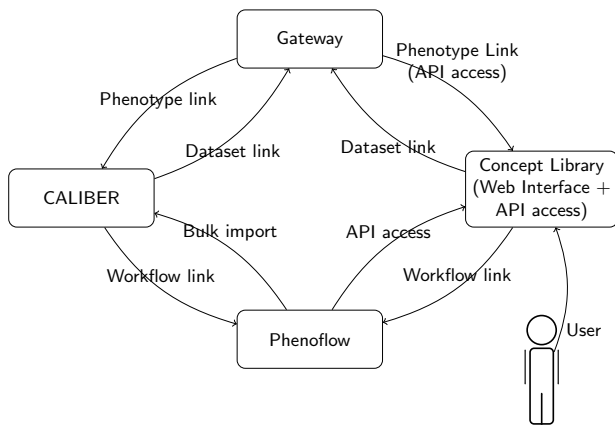 Gateway
Phenotype Link
(API access)
Phenotype link
Dataset link
Dataset link
CALIBER
Concept Library
(Web Interface +
API access)
Bulk import
API access
Workflow link
Workflow link
Phenoflow
User